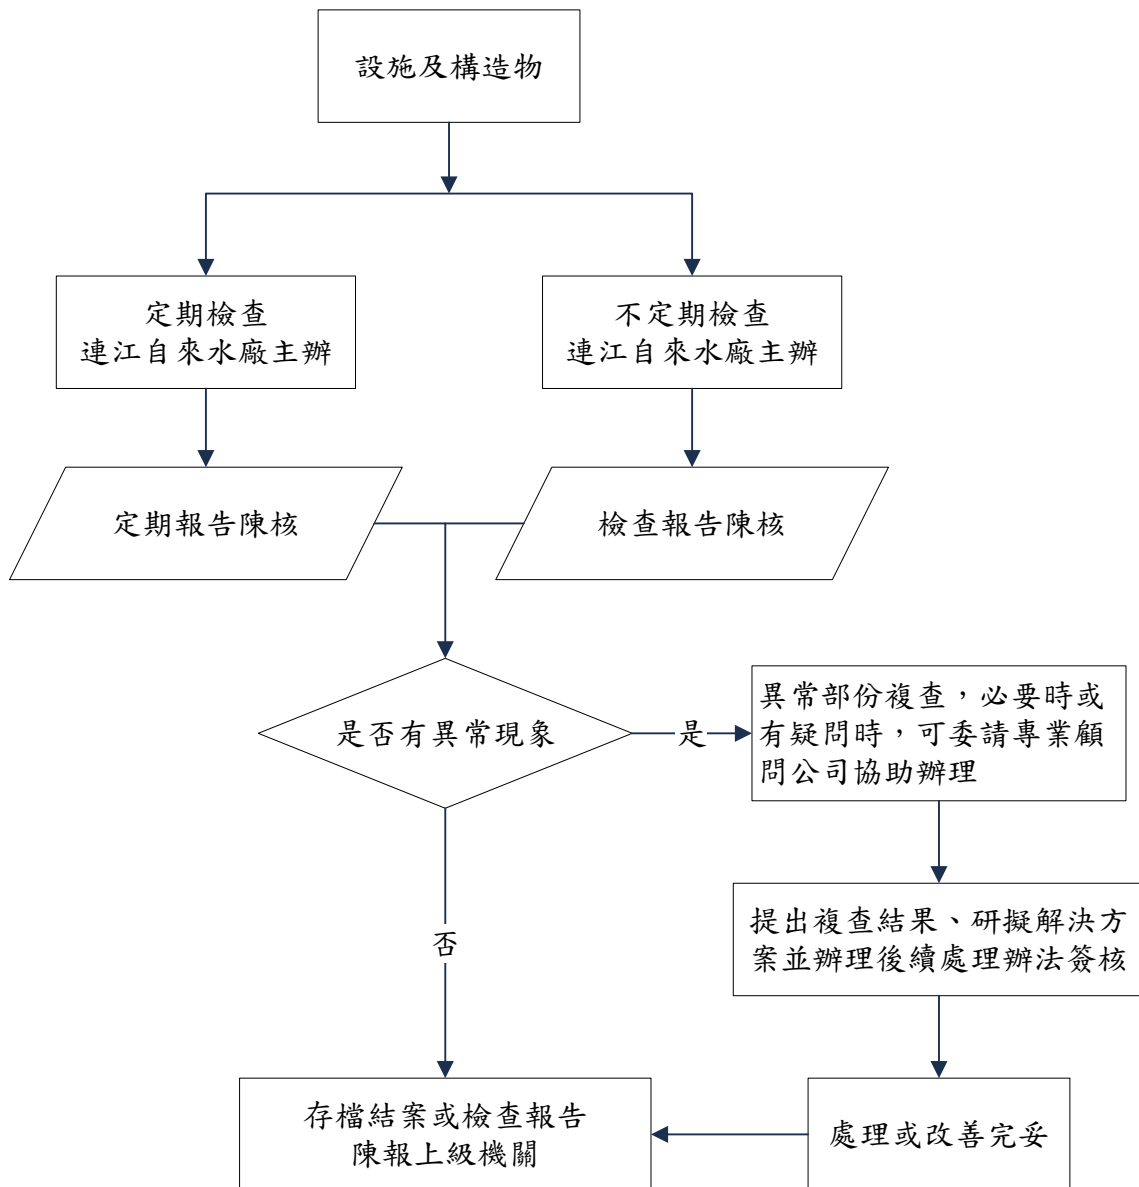 設施及構造物
定期檢查
連江自來水廠主辦
不定期檢查
連江自來水廠主辦
定期報告陳核
檢查報告陳核
是否有異常現象
是
異常部份複查，必要時或
有疑問時，可委請專業顧
問公司協助辦理
否
提出複查結果、研擬解決方
案並辦理後續處理辦法簽核
存檔結案或檢查報告
陳報上級機關
處理或改善完妥